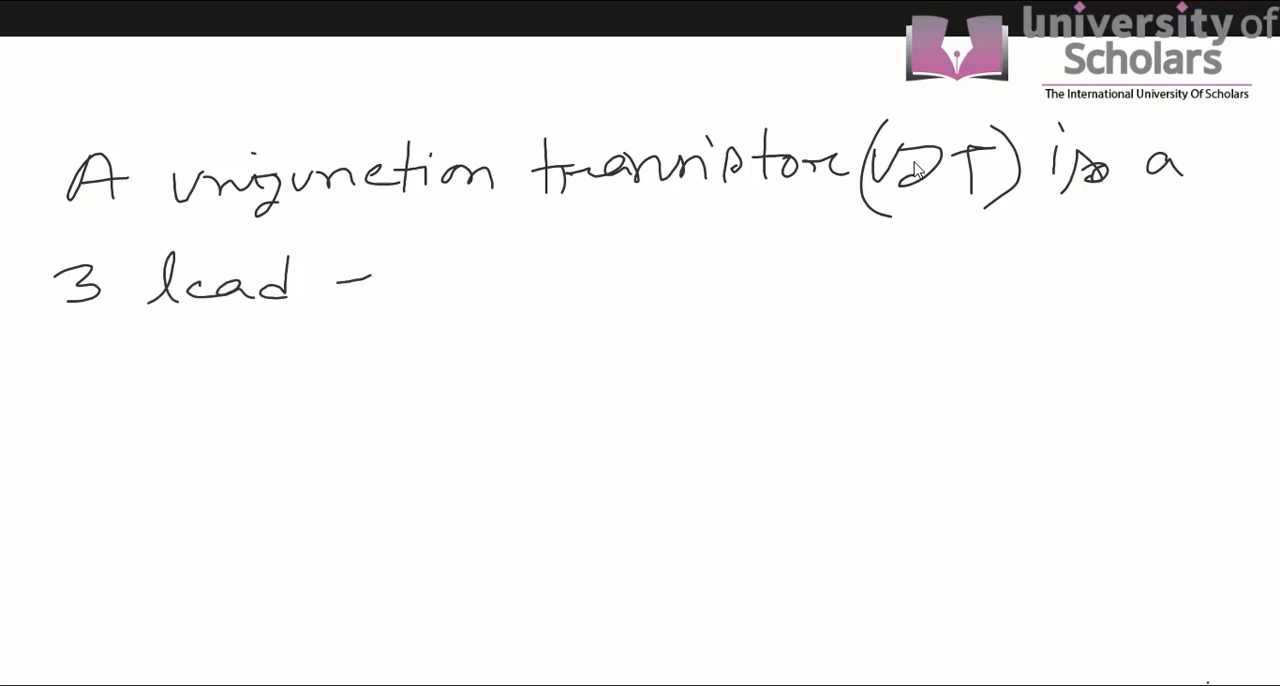 University of
Scholars
The International University Of Scholars
A unijunction transistor (UJT) is a
3 lead -